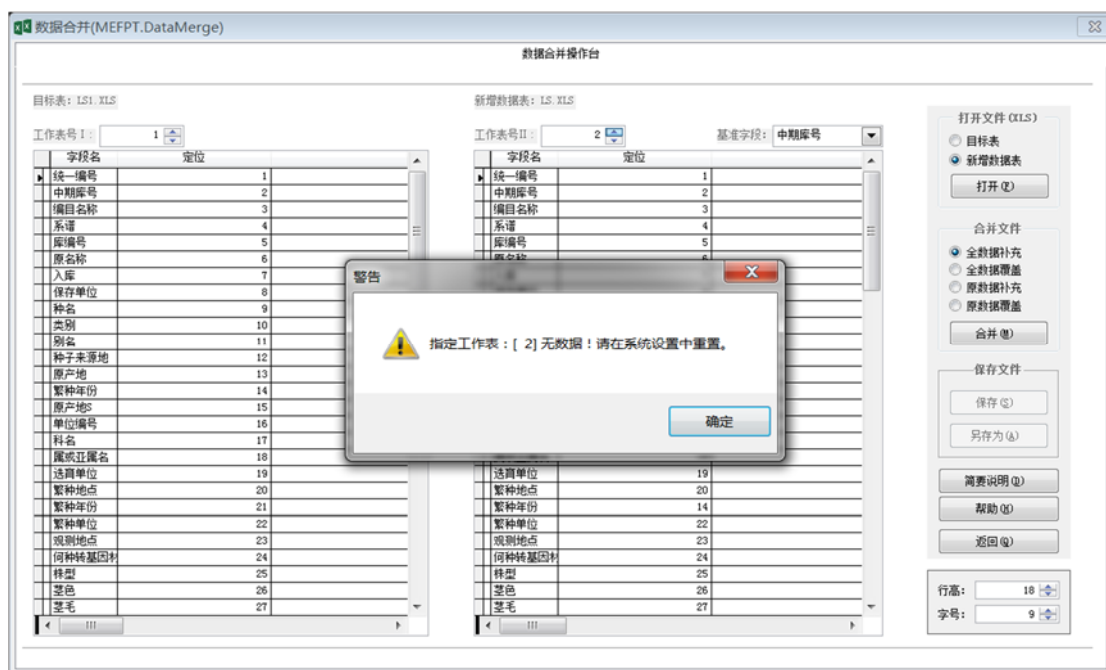 数据合并(MEFPT.DataMerge)
数据合并操作台
目标表: LS1.XLS
工作表号 I : 1
字段名 定位
统一编号 1
中期库号 2
编目名称 3
系谱 4
库编号 5
原名称 6
入库 7
保存单位 8
种名 9
类别 10
别名 11
种子来源地 12
原产地 13
繁种年份 14
原产地S 15
单位编号 16
科名 17
属或亚属名 18
选育单位 19
繁种地点 20
繁种年份 21
繁种单位 22
观测地点 23
何种转基因材 24
株型 25
茎色 26
茎毛 27
新增数据表: LS.XLS
工作表号II : 2
基准字段: 中期库号
字段名 定位
统一编号 1
中期库号 2
编目名称 3
系谱 4
库编号 5
原名称 6
选育单位 19
繁种地点 20
繁种年份 14
繁种单位 22
观测地点 23
何种转基因材 24
株型 25
茎色 26
茎毛 27
警告
指定工作表：[ 2] 无数据！请在系统设置中重置。
确定
打开文件(XLS)
目标表
新增数据表
打开(F)
合并文件
全数据补充
全数据覆盖
原数据补充
原数据覆盖
合并(M)
保存文件
保存(S)
另存为(A)
简要说明(D)
帮助(H)
返回(Q)
行高: 18
字号: 9